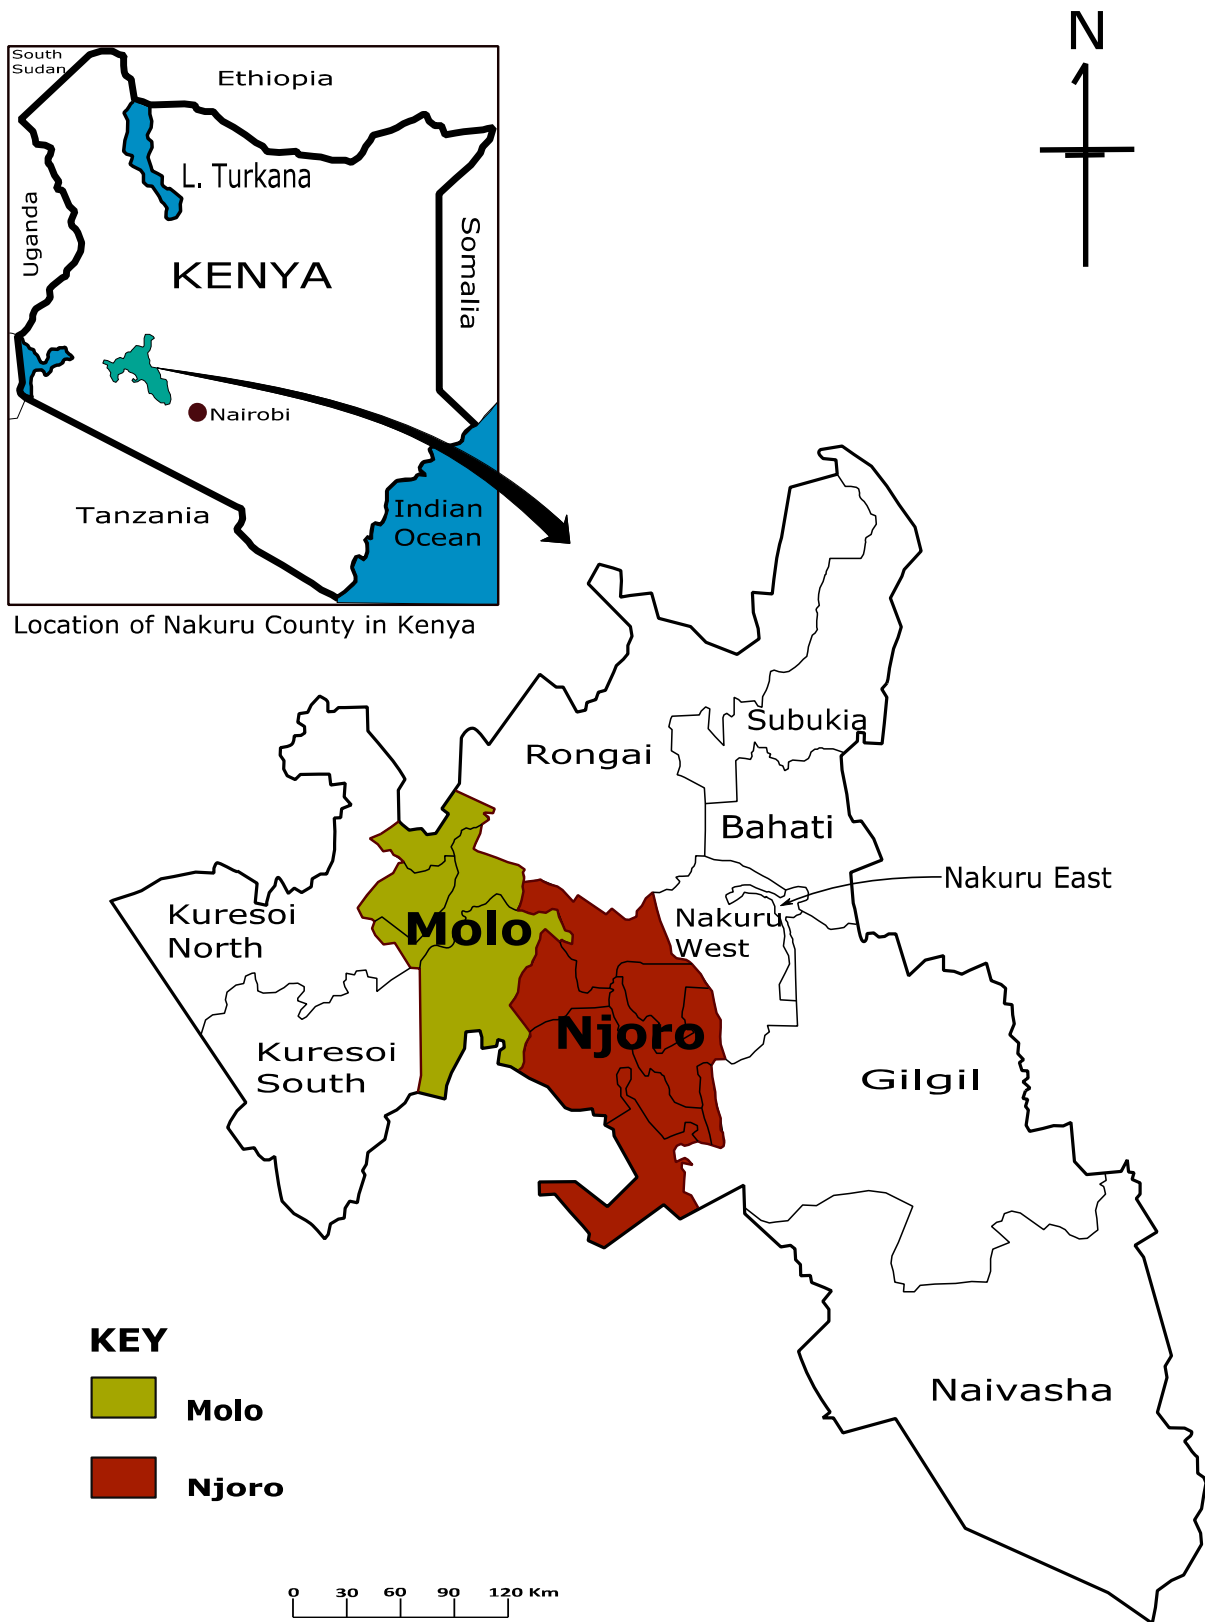 N
South
Sudan
Ethiopia
L. Turkana
Uganda
Somalia
KENYA
Nairobi
Tanzania
Indian
Ocean
Location of Nakuru County in Kenya
Subukia
Rongai
Bahati
Nakuru East
Kuresoi
North
Molo
Nakuru
West
Njoro
Kuresoi
South
Gilgil
Naivasha
KEY
Molo
Njoro
0 30 60 90 120 Km